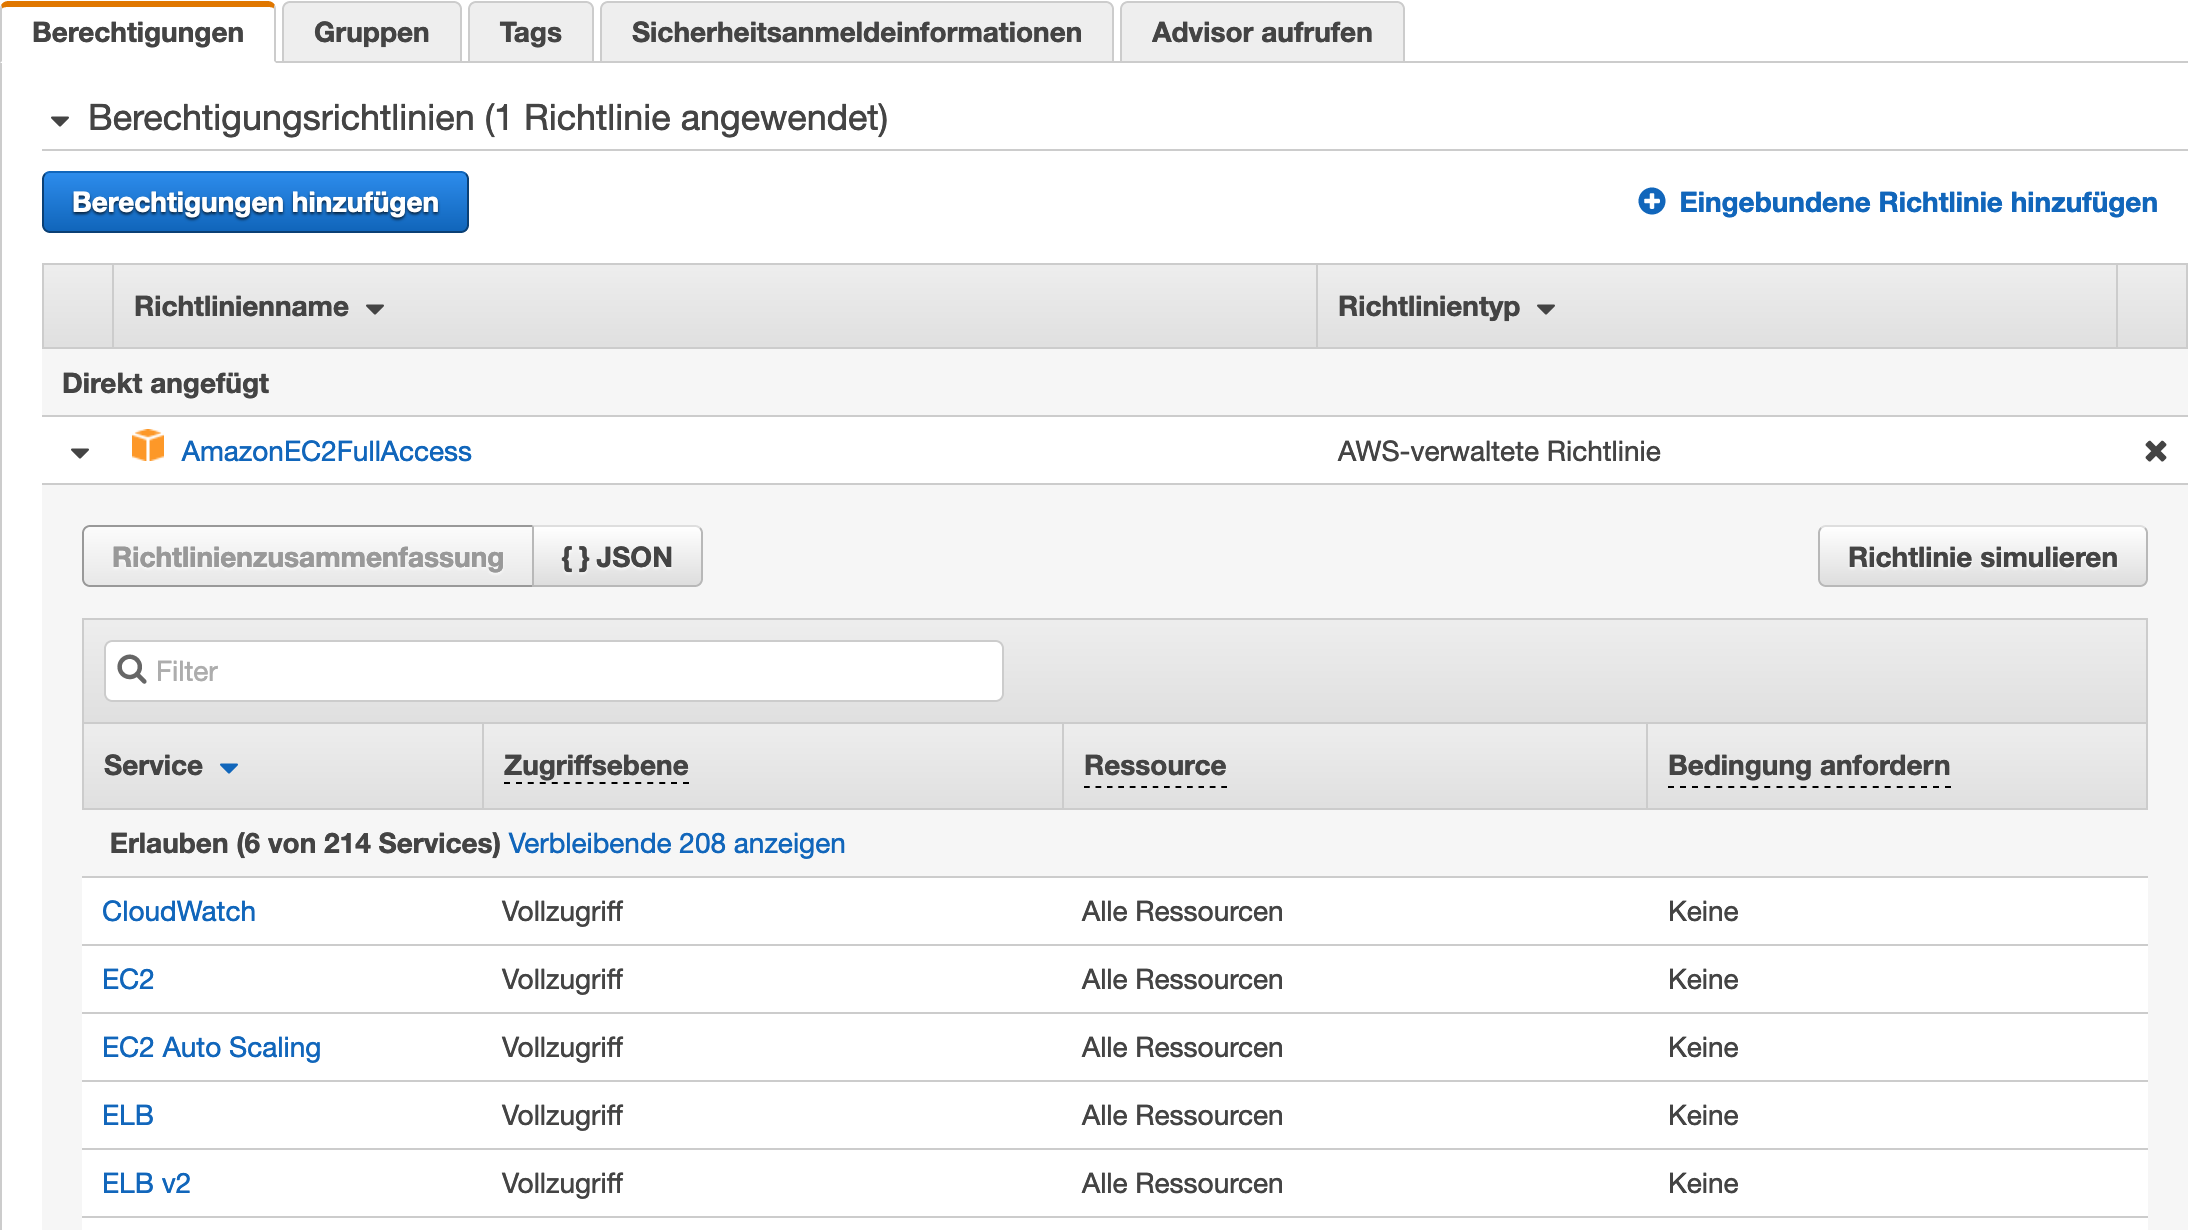 Berechtigungen Gruppen Tags Sicherheitsanmeldeinformationen Advisor aufrufen
Berechtigungsrichtlinien (1 Richtlinie angewendet)
Berechtigungen hinzufügen Eingebundene Richtlinie hinzufügen
Richtlinienname Richtlinientyp
Direkt angefügt
AmazonEC2FullAccess AWS-verwaltete Richtlinie
Richtlinienzusammenfassung { } JSON Richtlinie simulieren
Filter
Service Zugriffsebene Ressource Bedingung anfordern
Erlauben (6 von 214 Services) Verbleibende 208 anzeigen
CloudWatch Vollzugriff Alle Ressourcen Keine
EC2 Vollzugriff Alle Ressourcen Keine
EC2 Auto Scaling Vollzugriff Alle Ressourcen Keine
ELB Vollzugriff Alle Ressourcen Keine
ELB v2 Vollzugriff Alle Ressourcen Keine